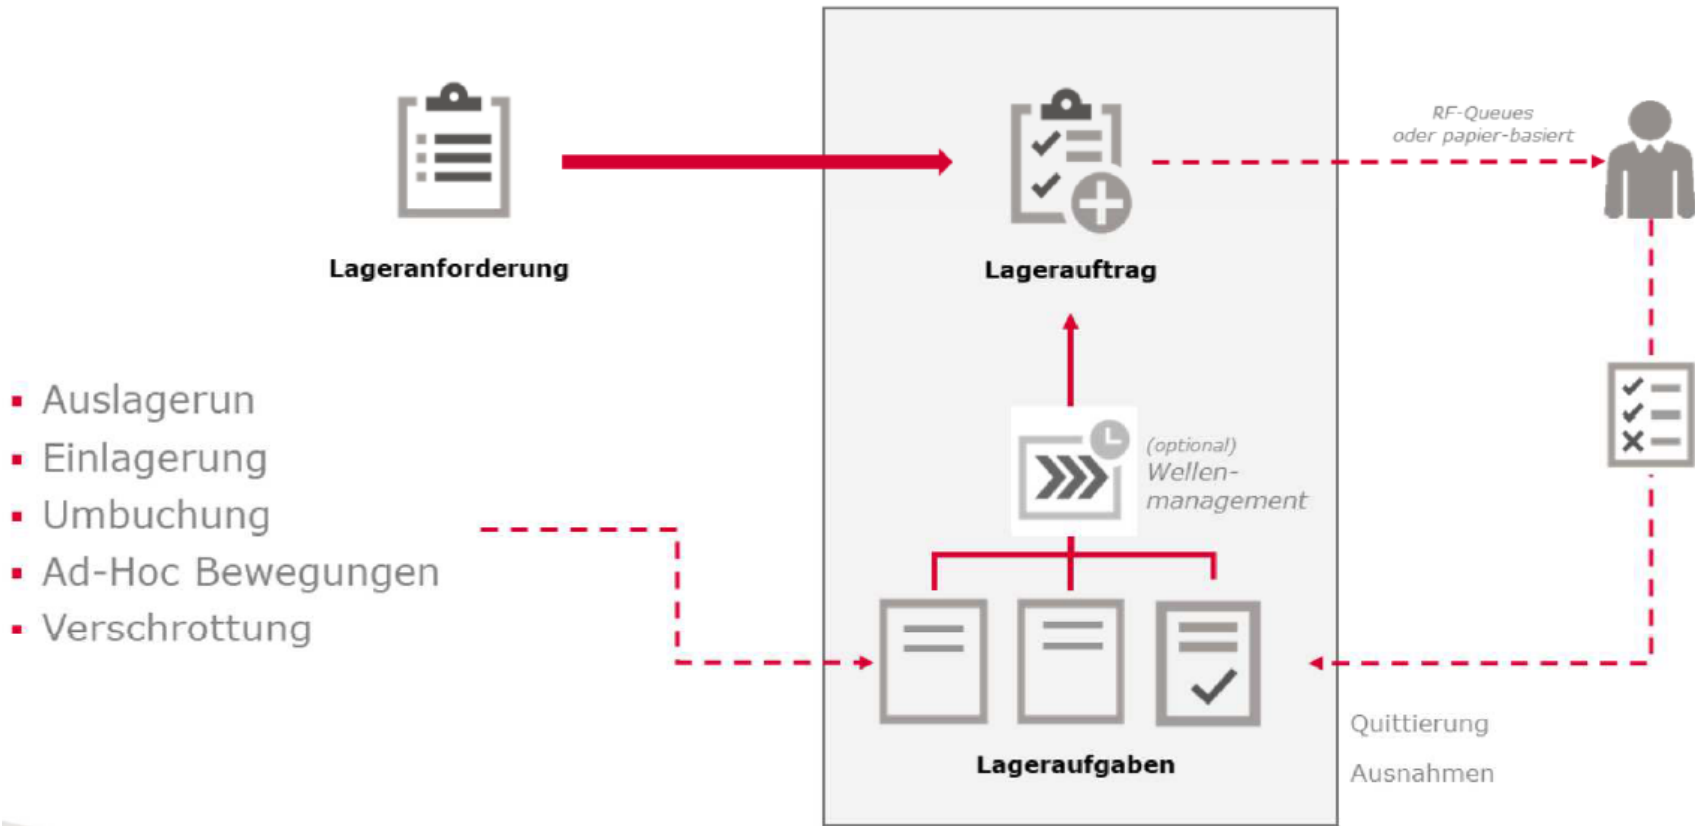 RF-Queues
oder papier-basiert
Lageranforderung
Lagerauftrag
▪ Auslagerun
▪ Einlagerung
▪ Umbuchung
▪ Ad-Hoc Bewegungen
▪ Verschrottung
(optional)
Wellen-
management
Lageraufgaben
Quittierung
Ausnahmen